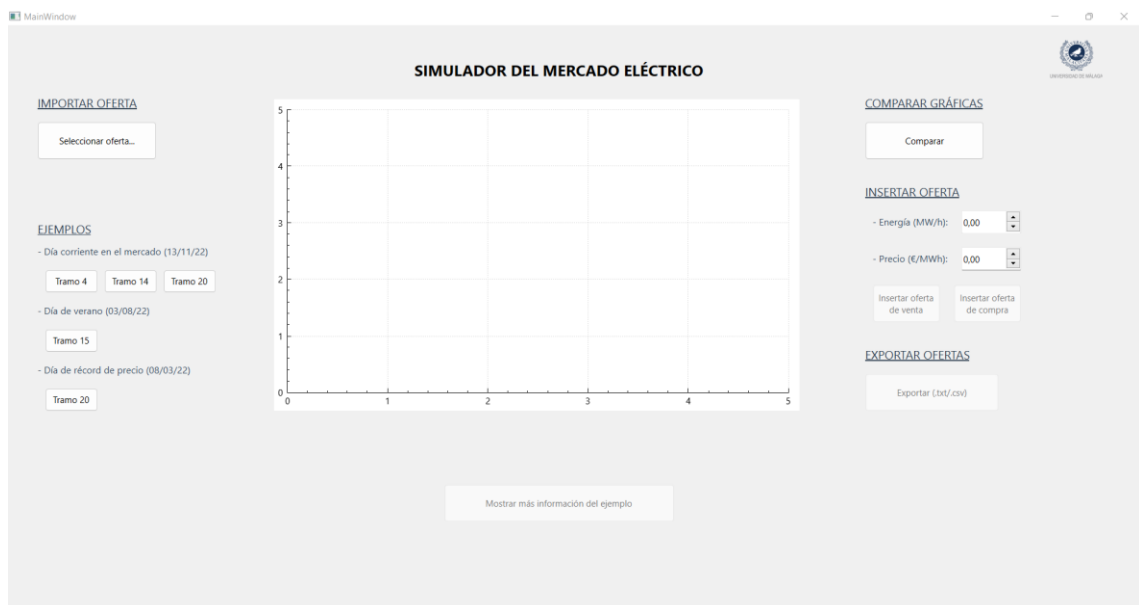 MainWindow
SIMULADOR DEL MERCADO ELÉCTRICO
UNIVERSIDAD DE MÁLAGA
IMPORTAR OFERTA
Seleccionar oferta...
EJEMPLOS
- Día corriente en el mercado (13/11/22)
Tramo 4 Tramo 14 Tramo 20
- Día de verano (03/08/22)
Tramo 15
- Día de récord de precio (08/03/22)
Tramo 20
5
4
3
2
1
0
0 1 2 3 4 5
Mostrar más información del ejemplo
COMPARAR GRÁFICAS
Comparar
INSERTAR OFERTA
- Energía (MW/h): 0,00
- Precio (€/MWh): 0,00
Insertar oferta
de venta
Insertar oferta
de compra
EXPORTAR OFERTAS
Exportar (.txt/.csv)